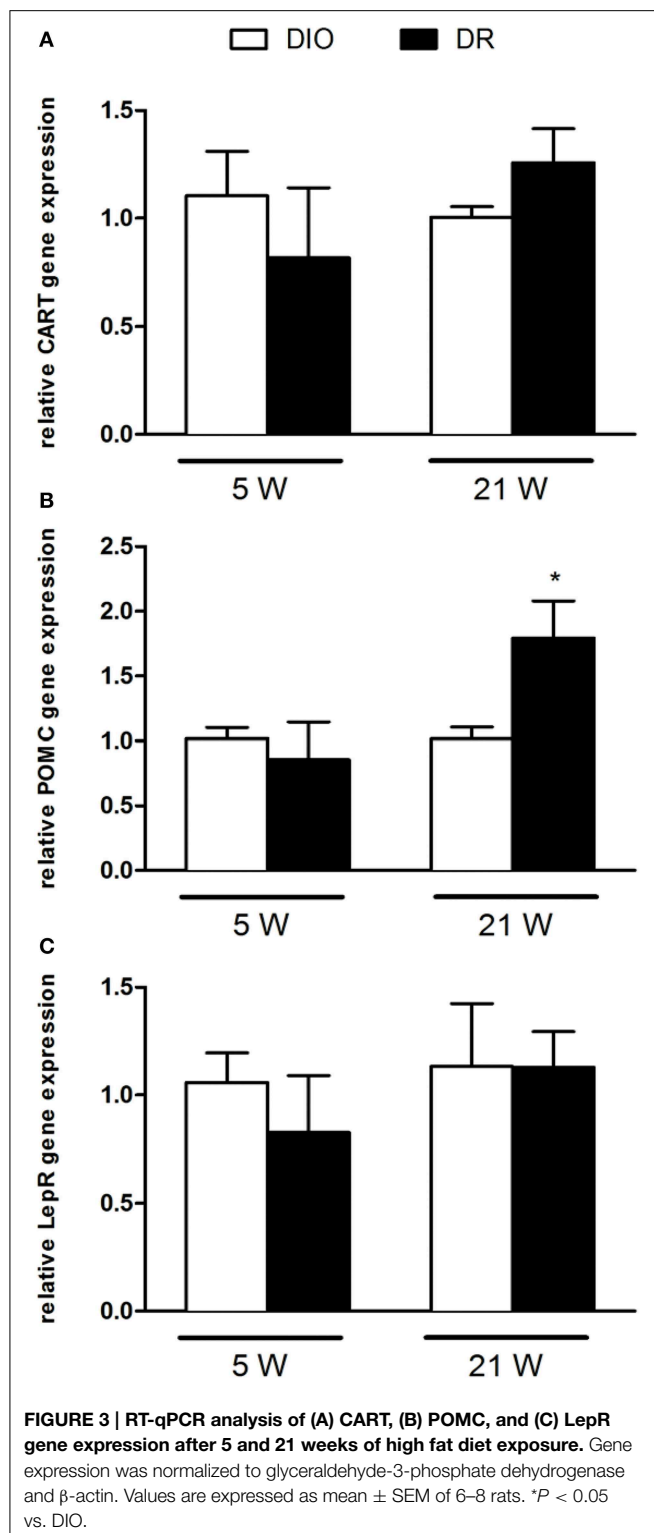 A
DIO DR
relative CART gene expression
1.5
1.0
0.5
0.0
5 W 21 W
B
relative POMC gene expression
2.5
2.0
1.5
1.0
0.5
0.0
*
5 W 21 W
C
relative LepR gene expression
1.5
1.0
0.5
0.0
5 W 21 W
FIGURE 3 | RT-qPCR analysis of (A) CART, (B) POMC, and (C) LepR
gene expression after 5 and 21 weeks of high fat diet exposure. Gene
expression was normalized to glyceraldehyde-3-phosphate dehydrogenase
and β-actin. Values are expressed as mean ± SEM of 6–8 rats. *P < 0.05
vs. DIO.